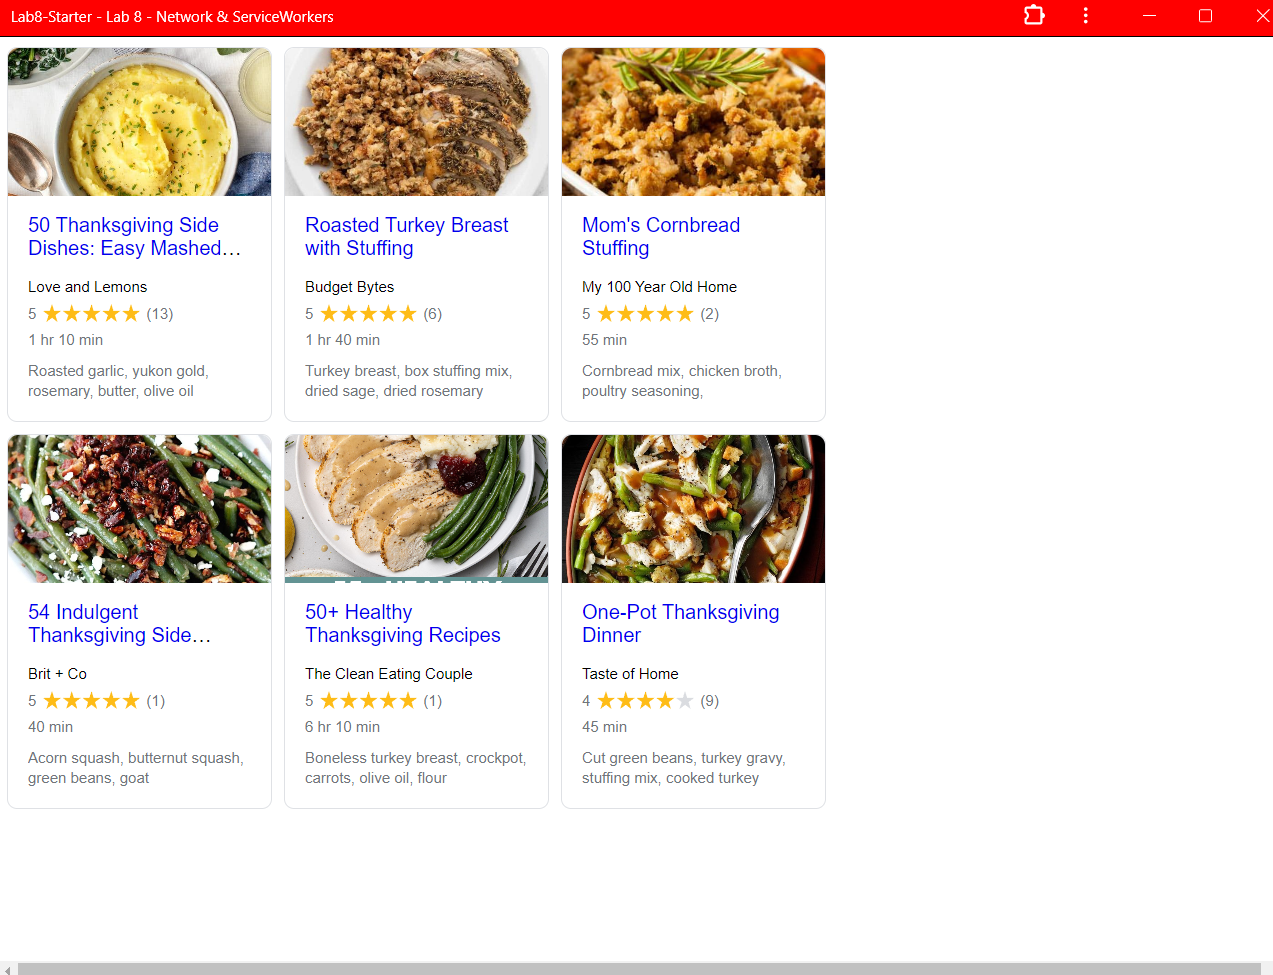 Lab8-Starter - Lab 8 - Network & ServiceWorkers
50 Thanksgiving Side
Dishes: Easy Mashed…
Love and Lemons
5 ★★★★★ (13)
1 hr 10 min
Roasted garlic, yukon gold,
rosemary, butter, olive oil
Roasted Turkey Breast
with Stuffing
Budget Bytes
5 ★★★★★ (6)
1 hr 40 min
Turkey breast, box stuffing mix,
dried sage, dried rosemary
Mom's Cornbread
Stuffing
My 100 Year Old Home
5 ★★★★★ (2)
55 min
Cornbread mix, chicken broth,
poultry seasoning,
54 Indulgent
Thanksgiving Side…
Brit + Co
5 ★★★★★ (1)
40 min
Acorn squash, butternut squash,
green beans, goat
50+ Healthy
Thanksgiving Recipes
The Clean Eating Couple
5 ★★★★★ (1)
6 hr 10 min
Boneless turkey breast, crockpot,
carrots, olive oil, flour
One-Pot Thanksgiving
Dinner
Taste of Home
4 ★★★★★ (9)
45 min
Cut green beans, turkey gravy,
stuffing mix, cooked turkey